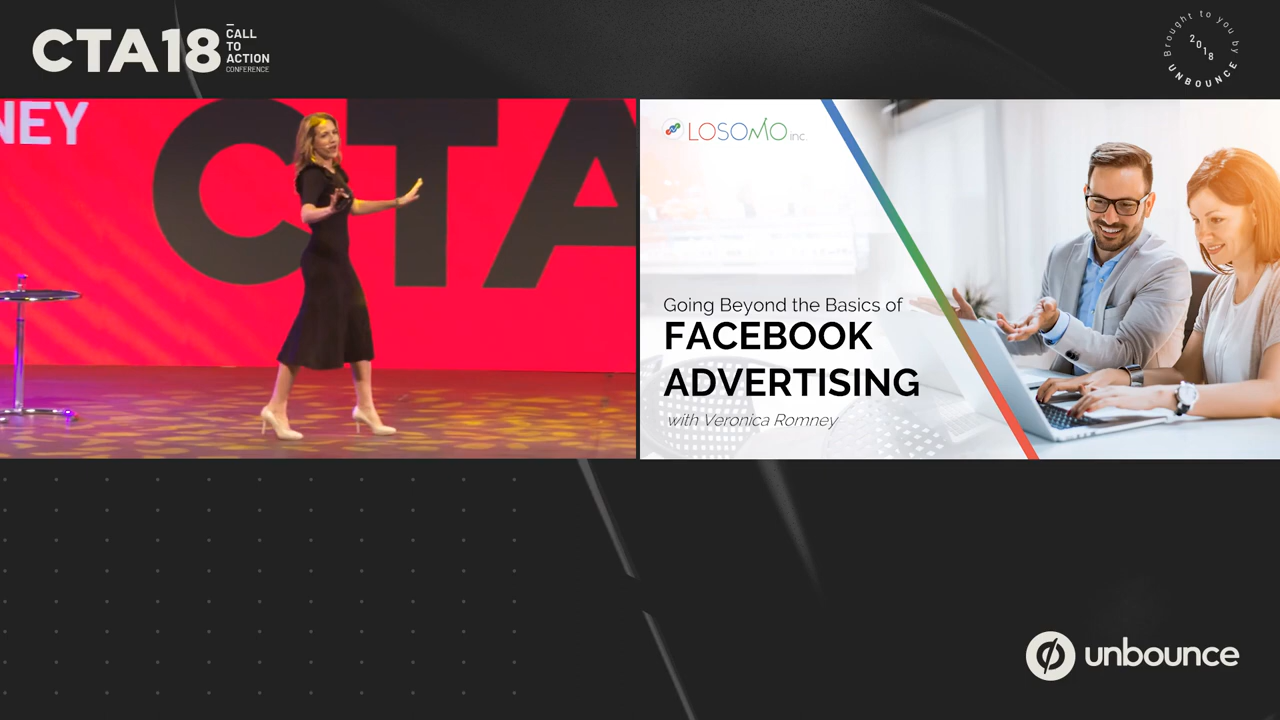 CTA18
CALL
TO
ACTION
CONFERENCE
Brought to you by
2018
UNBOUNCE
NEY
CTA
LOSOMO inc.
Going Beyond the Basics of
FACEBOOK
ADVERTISING
with Veronica Romney
unbounce